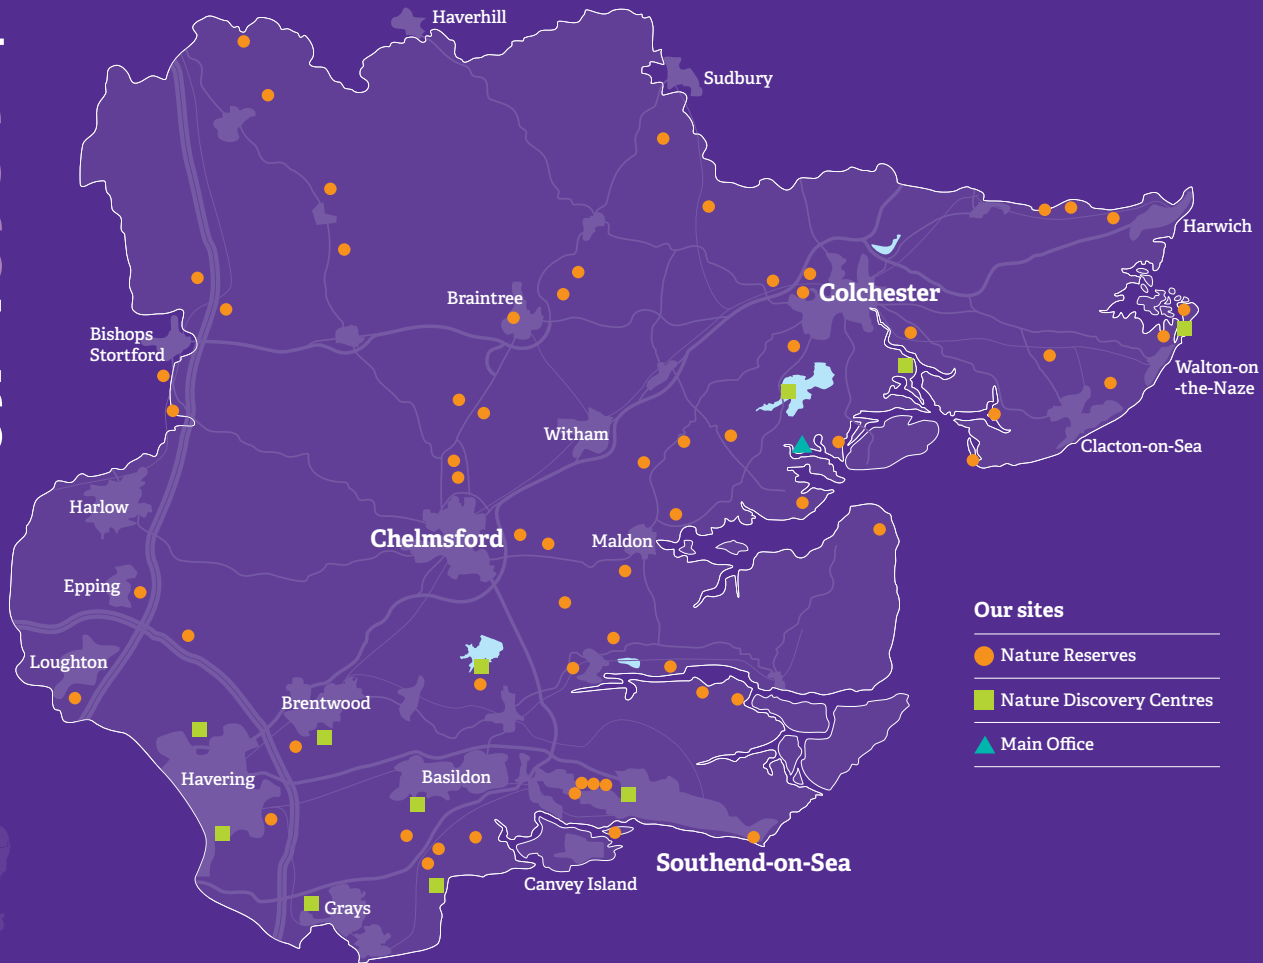 Haverhill
Sudbury
Harwich
Braintree
Colchester
Bishops
Stortford
Walton-on
-the-Naze
Witham
Clacton-on-Sea
Harlow
Chelmsford
Maldon
Epping
Our sites
Nature Reserves
Loughton
Nature Discovery Centres
Brentwood
Main Office
Havering
Basildon
Southend-on-Sea
Canvey Island
Grays